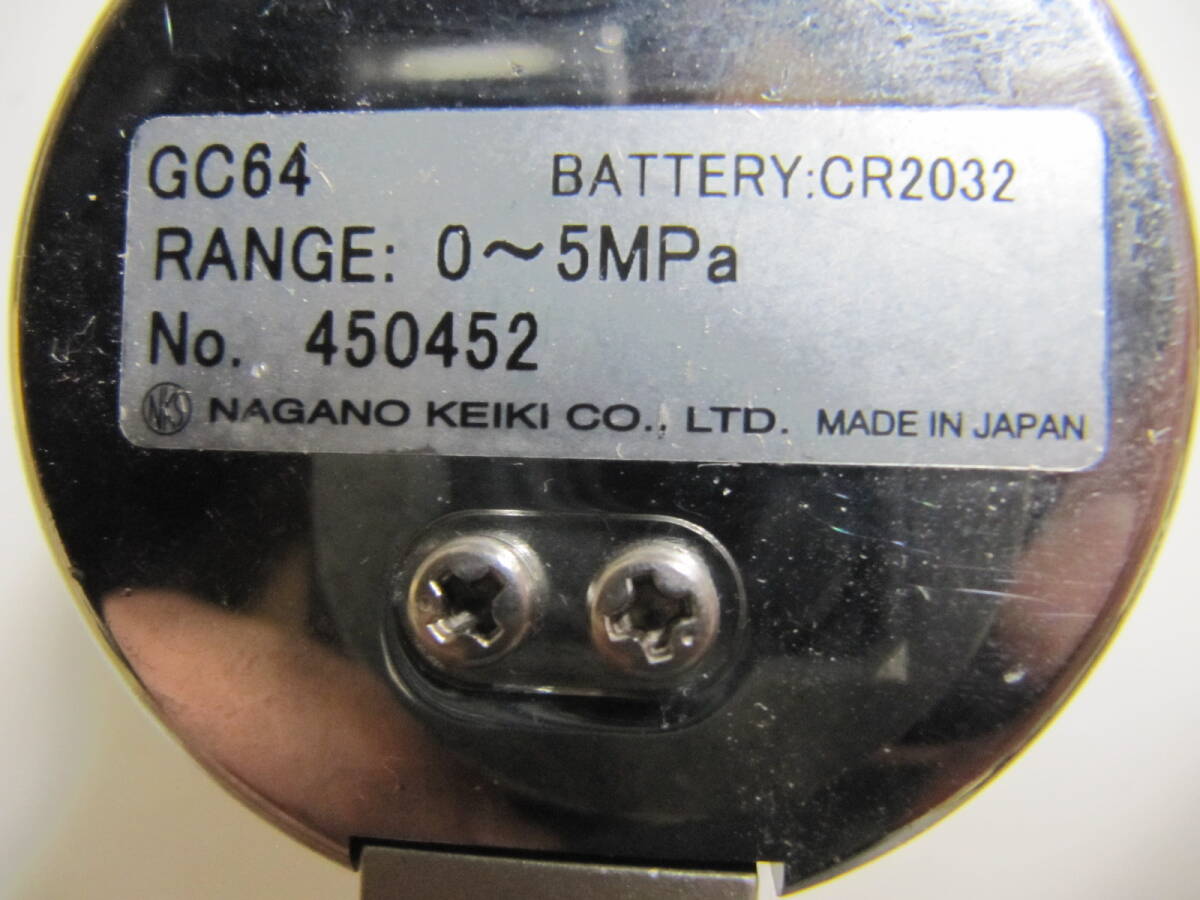 GC64 BATTERY:CR2032
RANGE: 0～5MPa
No. 450452
NKS NAGANO KEIKI CO., LTD. MADE IN JAPAN